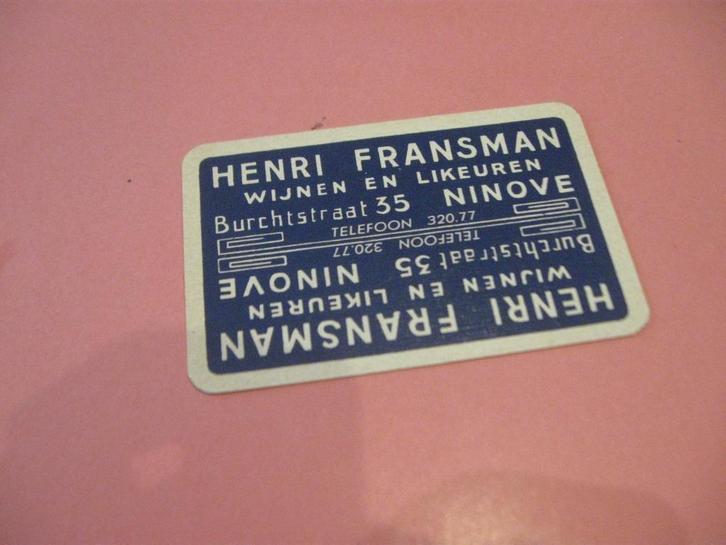 HENRI FRANSMAN
WIJNEN EN LIKEUREN
Burchtstraat 35 NINOVE
TELEFOON 320.77
TELEFOON 320.77
Burchtstraat 35 NINOVE
WIJNEN EN LIKEUREN
HENRI FRANSMAN